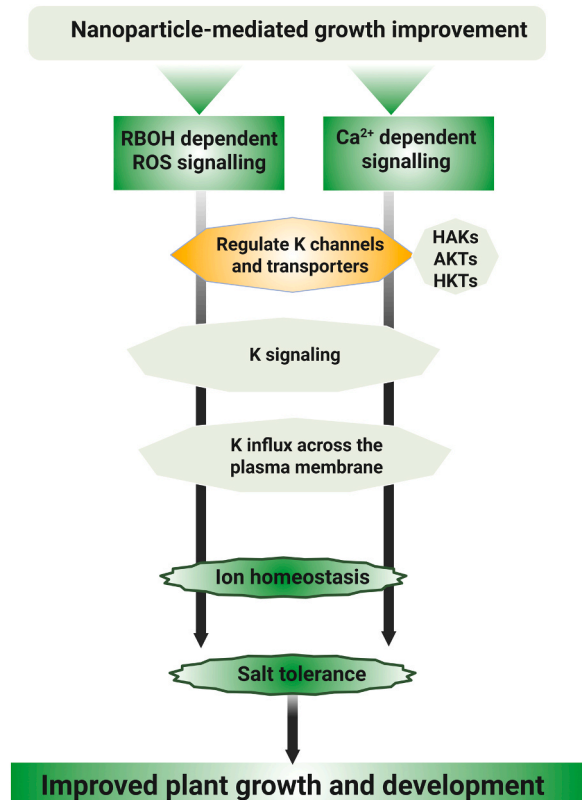 Nanoparticle-mediated growth improvement
RBOH dependent
ROS signalling
Ca²⁺ dependent
signalling
Regulate K channels
and transporters
HAKs
AKTs
HKTs
K signaling
K influx across the
plasma membrane
Ion homeostasis
Salt tolerance
Improved plant growth and development